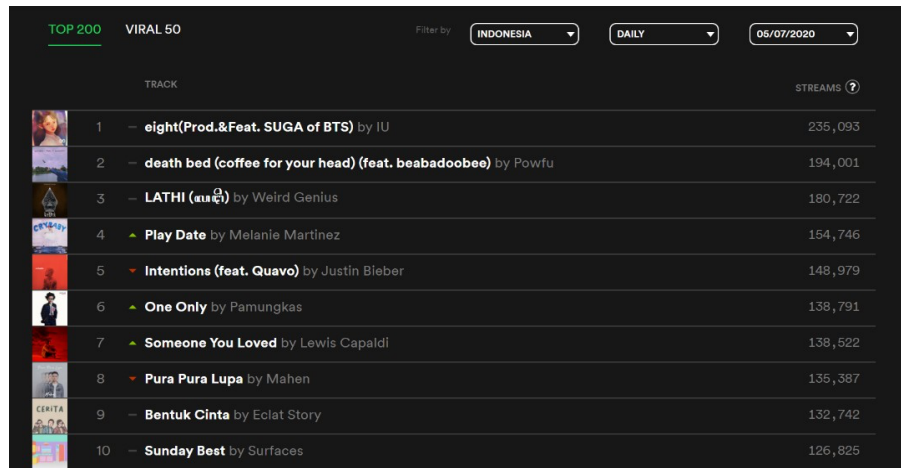 TOP 200 VIRAL 50 Filter by INDONESIA DAILY 05/07/2020
TRACK STREAMS ?
1 — eight(Prod.&Feat. SUGA of BTS) by IU 235,093
2 — death bed (coffee for your head) (feat. beabadoobee) by Powfu 194,001
3 — LATHI (ꦭꦛꦶ) by Weird Genius 180,722
4 Play Date by Melanie Martinez 154,746
5 Intentions (feat. Quavo) by Justin Bieber 148,979
6 One Only by Pamungkas 138,791
7 Someone You Loved by Lewis Capaldi 138,522
8 Pura Pura Lupa by Mahen 135,387
CERITA
9 — Bentuk Cinta by Eclat Story 132,742
10 — Sunday Best by Surfaces 126,825